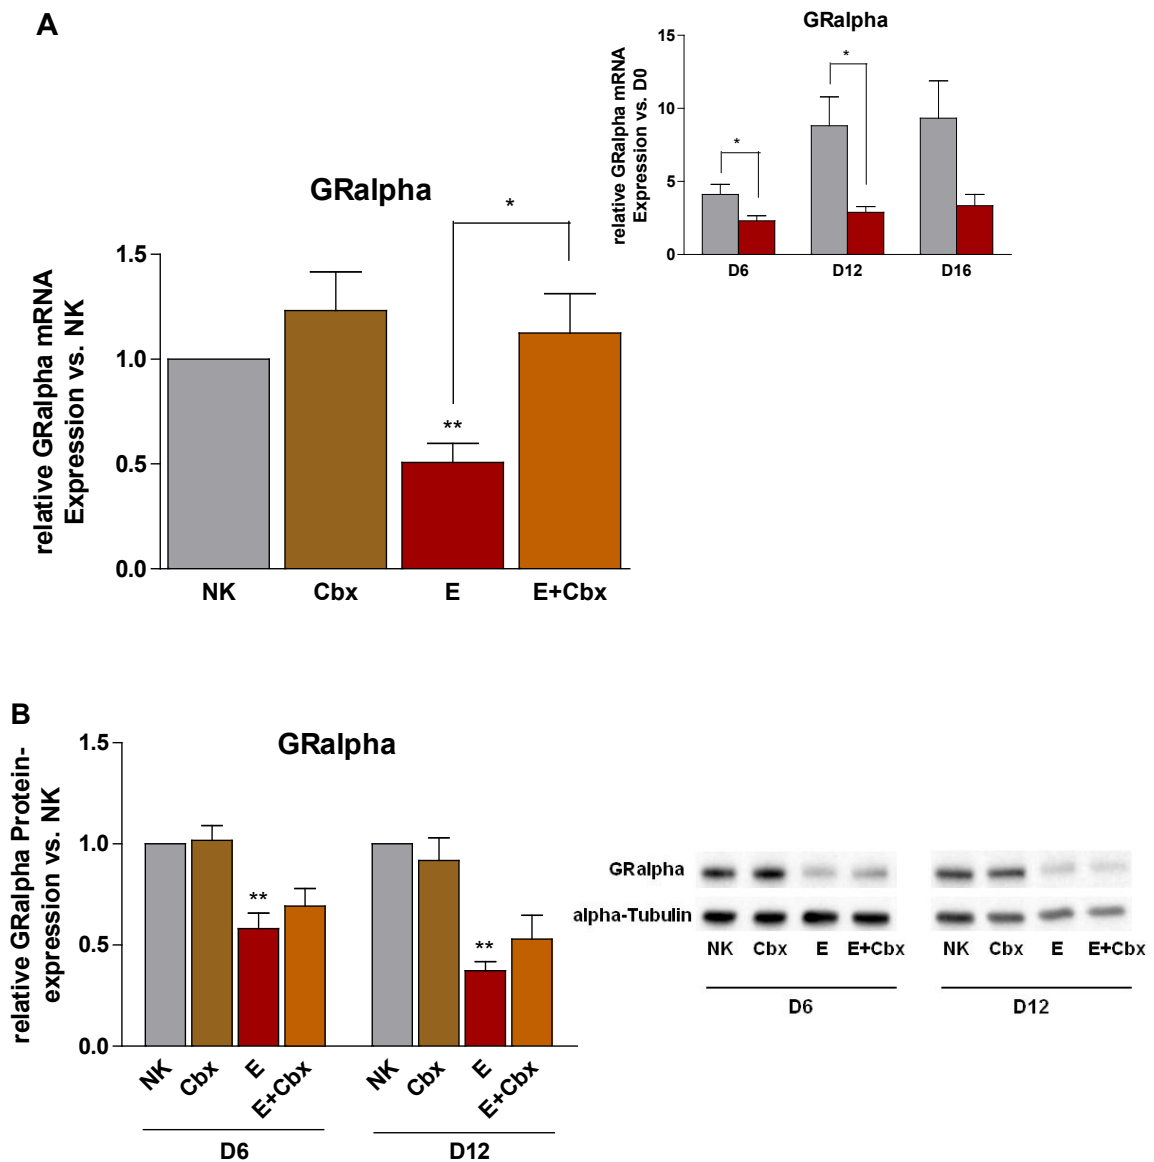 A
GRalpha
relative GRalpha mRNA
Expression vs. D0
15
10
5
0
*
*
D6 D12 D16
GRalpha
relative GRalpha mRNA
Expression vs. NK
1.5
1.0
0.5
0.0
*
**
NK Cbx E E+Cbx
B
GRalpha
relative GRalpha Protein-
expression vs. NK
1.5
1.0
0.5
0.0
**
**
NK Cbx E E+Cbx NK Cbx E E+Cbx
D6 D12
GRalpha
alpha-Tubulin
NK Cbx E E+Cbx NK Cbx E E+Cbx
D6 D12